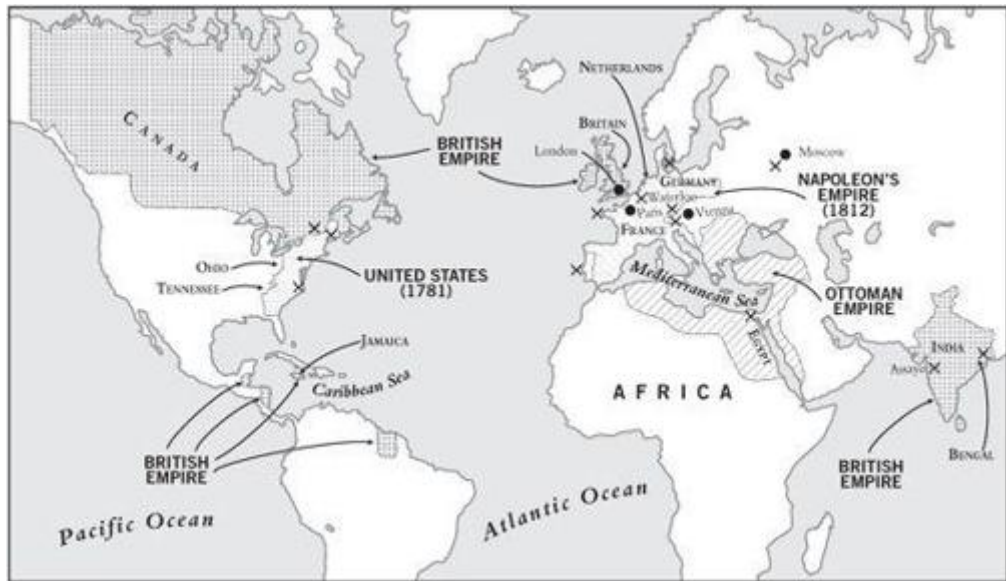 CANADA
BRITISH
EMPIRE
NETHERLANDS
BRITAIN
London
Moscow
GERMANY
Waterloo
NAPOLEON'S
EMPIRE
(1812)
Paris
Vienna
FRANCE
OHIO
UNITED STATES
(1781)
TENNESSEE
Mediterranean Sea
OTTOMAN
EMPIRE
EGYPT
JAMAICA
Caribbean Sea
AFRICA
INDIA
Assaye
BENGAL
BRITISH
EMPIRE
BRITISH
EMPIRE
Atlantic Ocean
Pacific Ocean